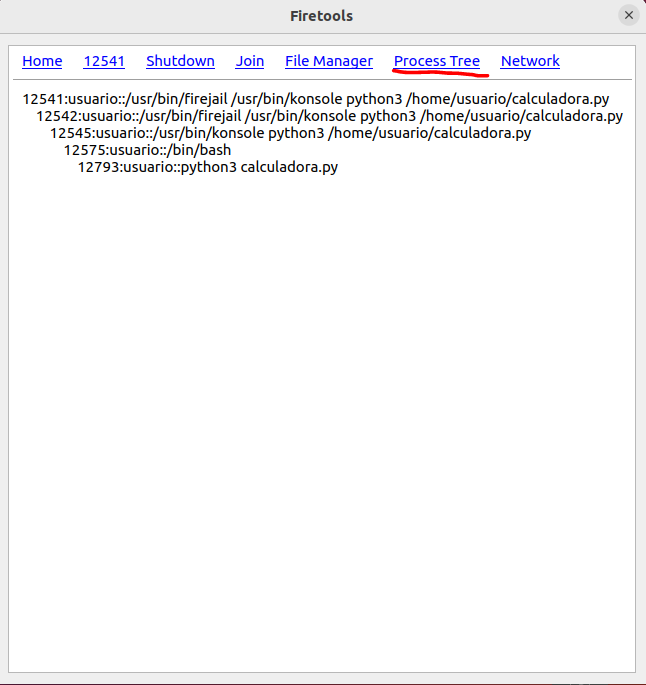 Firetools
Home 12541 Shutdown Join File Manager Process Tree Network
12541:usuario::/usr/bin/firejail /usr/bin/konsole python3 /home/usuario/calculadora.py
12542:usuario::/usr/bin/firejail /usr/bin/konsole python3 /home/usuario/calculadora.py
12545:usuario::/usr/bin/konsole python3 /home/usuario/calculadora.py
12575:usuario::/bin/bash
12793:usuario::python3 calculadora.py